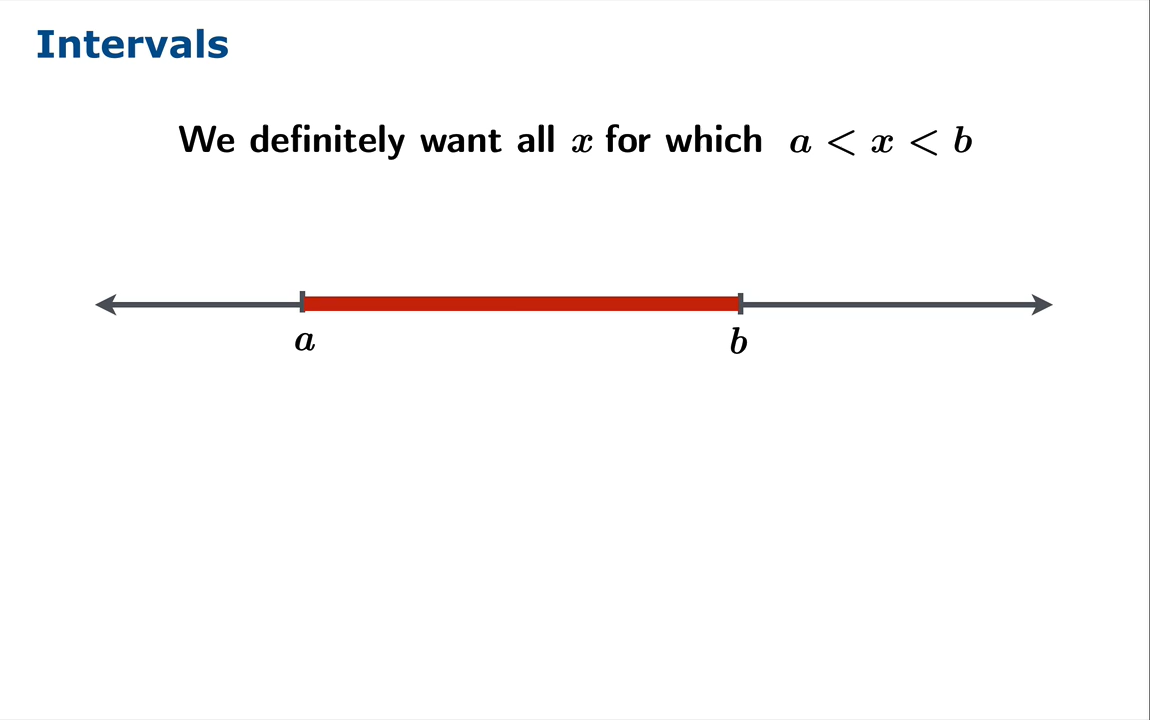 Intervals
We definitely want all x for which a < x < b
a
b